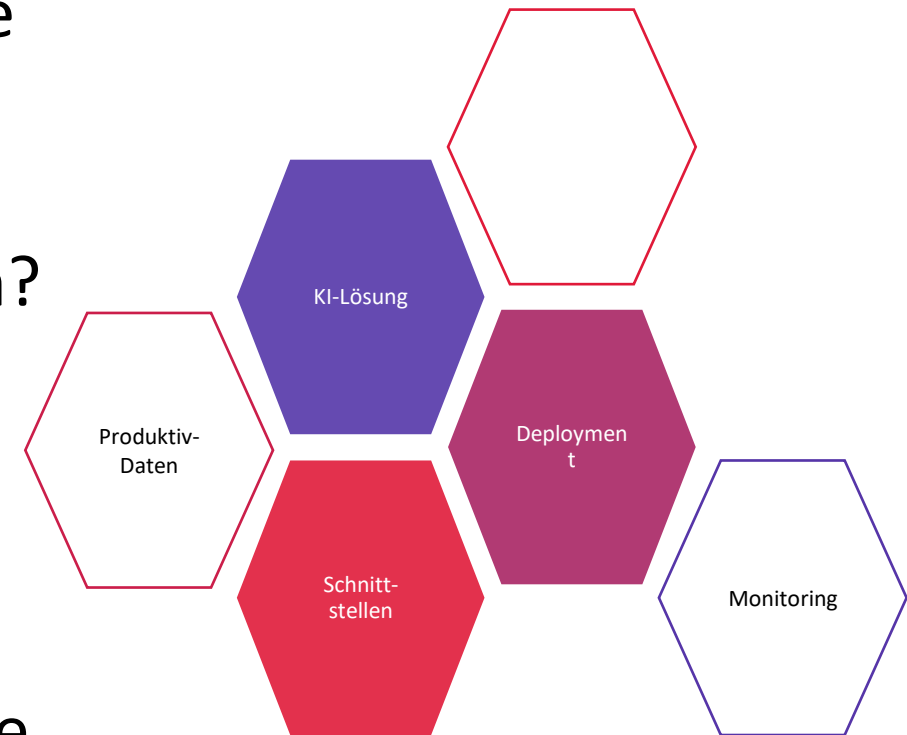 e
?
KI-Lösung
Produktiv-
Daten
Deploymen
t
Schnitt-
stellen
Monitoring
e